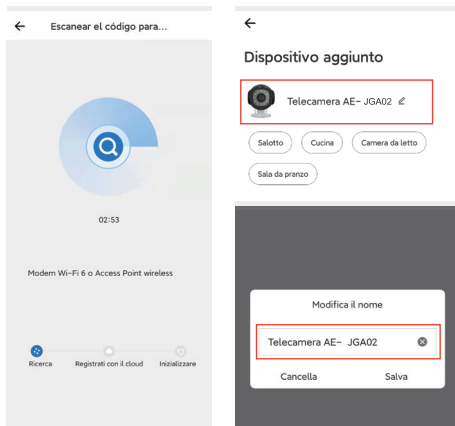 Escanear el código para...
02:53
Modem Wi-Fi 6 o Access Point wireless
Ricerca
Registrati con il cloud
Inizializzare
Dispositivo aggiunto
Telecamera AE- JGA02
Salotto
Cucina
Camera da letto
Sala da pranzo
Modifica il nome
Telecamera AE- JGA02
Cancella
Salva